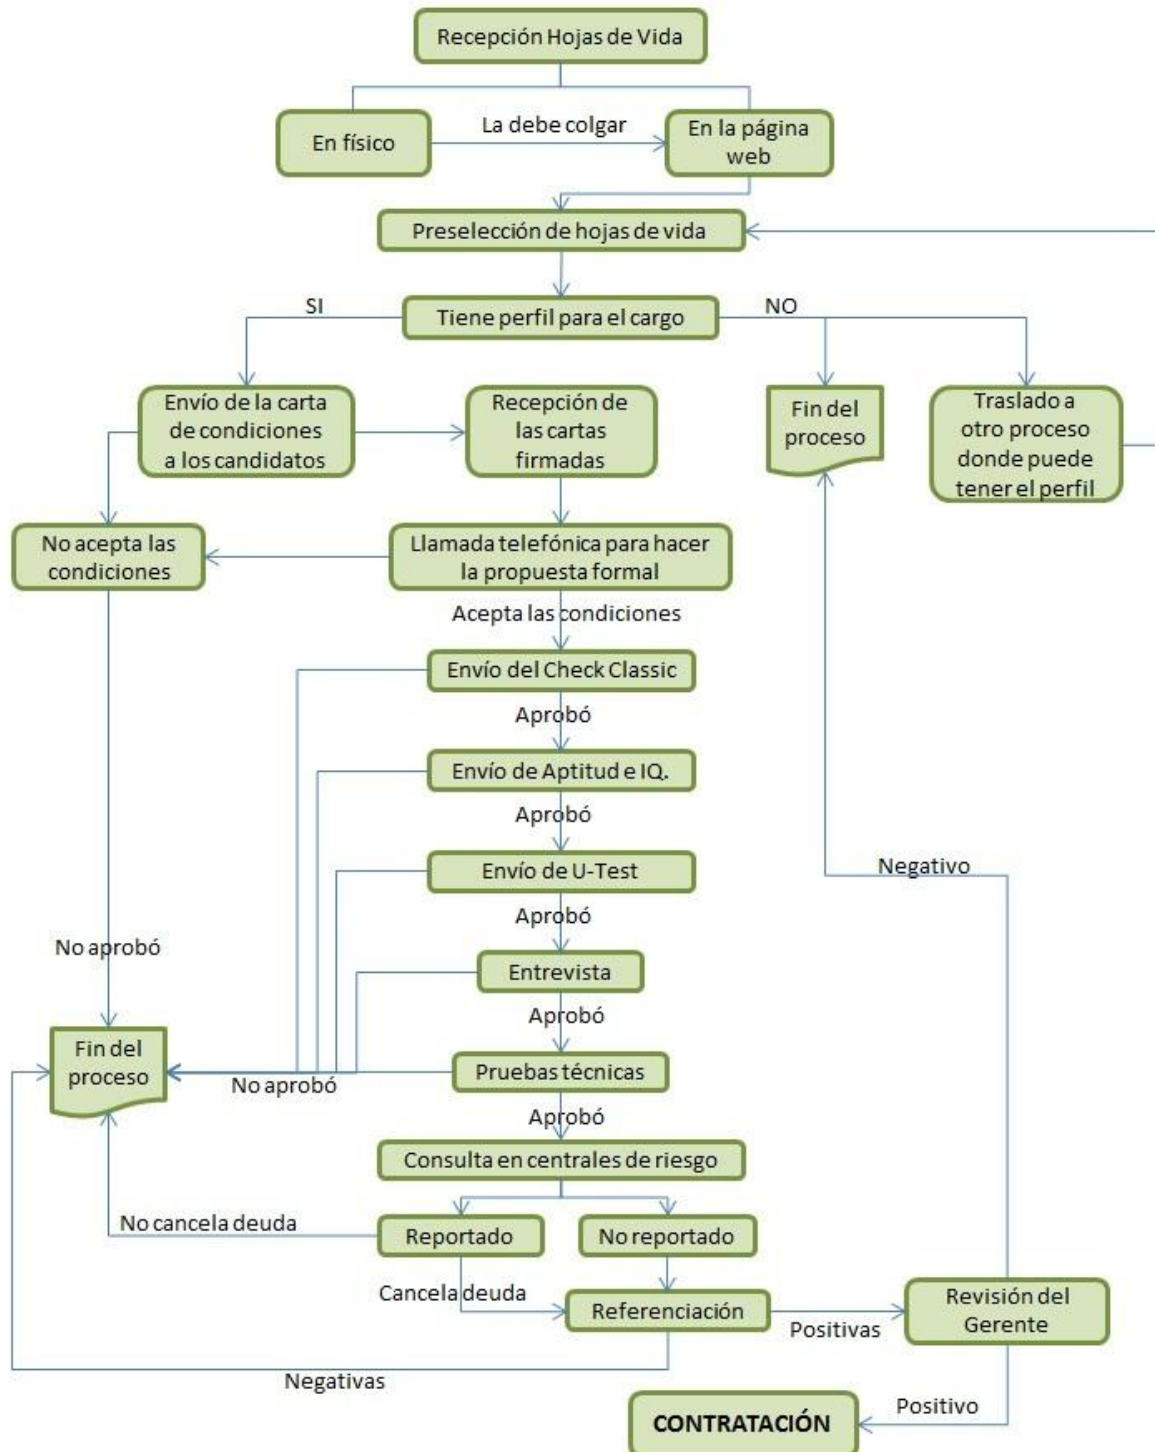 Recepción Hojas de Vida
En físico
La debe colgar
En la página
web
Preselección de hojas de vida
SI
Tiene perfil para el cargo
NO
Envío de la carta
de condiciones
a los candidatos
Recepción de
las cartas
firmadas
Fin del
proceso
Traslado a
otro proceso
donde puede
tener el perfil
No acepta las
condiciones
Llamada telefónica para hacer
la propuesta formal
Acepta las condiciones
Envío del Check Classic
Aprobó
Envío de Aptitud e IQ.
Aprobó
Envío de U-Test
Negativo
Aprobó
No aprobó
Entrevista
Aprobó
Fin del
proceso
No aprobó
Pruebas técnicas
Aprobó
Consulta en centrales de riesgo
No cancela deuda
Reportado
No reportado
Cancela deuda
Referenciación
Positivas
Revisión del
Gerente
Negativas
Positivo
CONTRATACIÓN